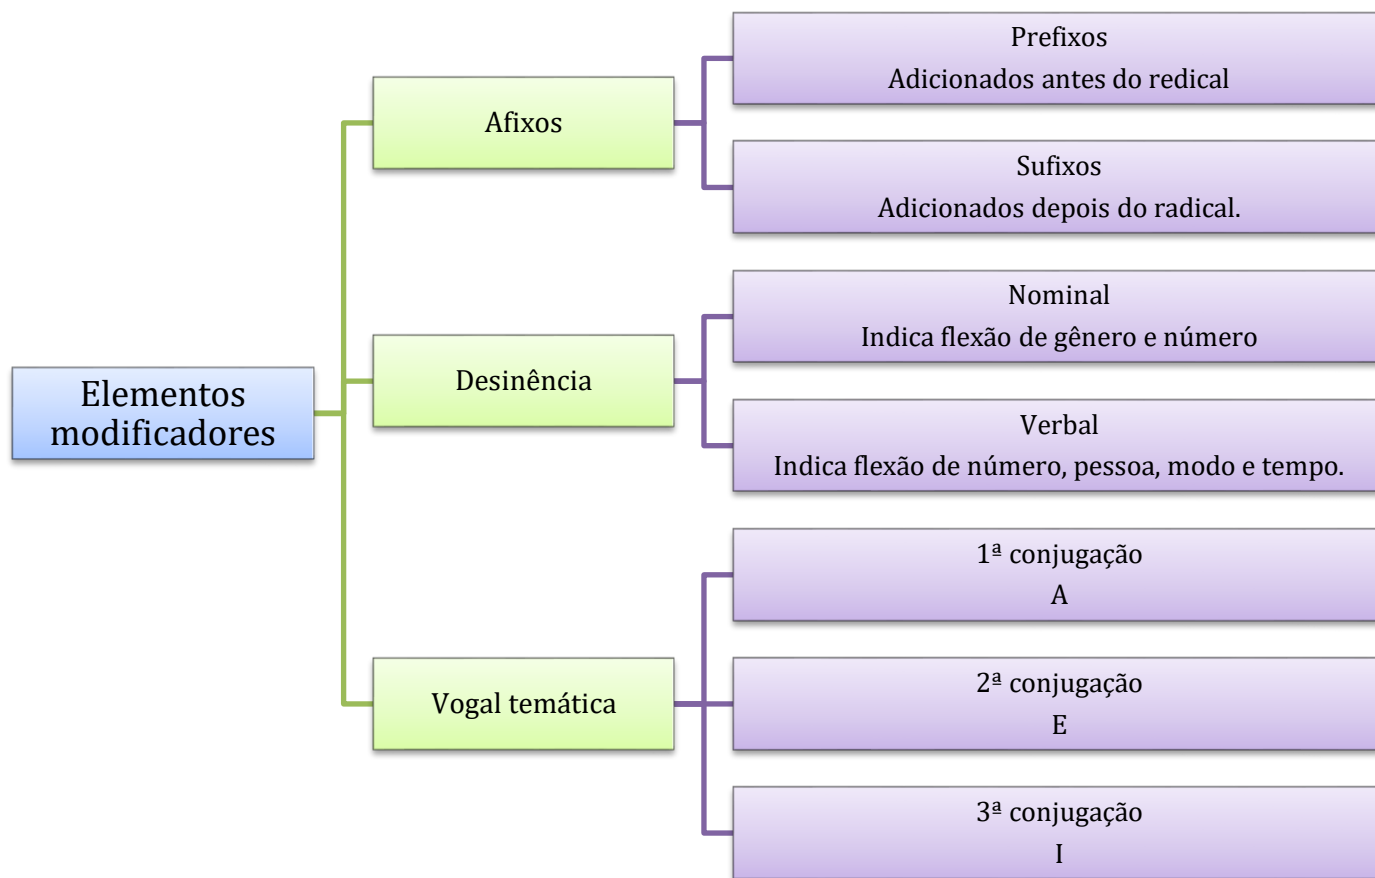 Elementos
modificadores
Afixos
Prefixos
Adicionados antes do redical
Sufixos
Adicionados depois do radical.
Desinência
Nominal
Indica flexão de gênero e número
Verbal
Indica flexão de número, pessoa, modo e tempo.
Vogal temática
1ª conjugação
A
2ª conjugação
E
3ª conjugação
I